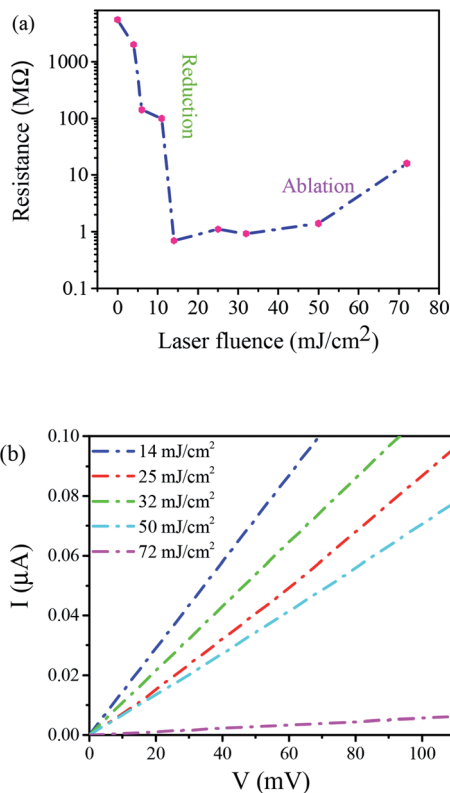 (a)
1000
100
10
1
0.1
Resistance (MΩ)
Reduction
Ablation
0 10 20 30 40 50 60 70 80
Laser fluence (mJ/cm²)
(b)
0.10
0.08
0.06
0.04
0.02
0.00
I (μA)
14 mJ/cm²
25 mJ/cm²
32 mJ/cm²
50 mJ/cm²
72 mJ/cm²
0 20 40 60 80 100
V (mV)